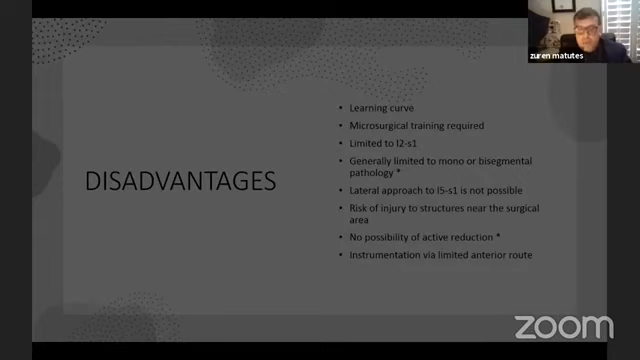 zuren matutes
DISADVANTAGES
• Learning curve
• Microsurgical training required
• Limited to l2-s1
• Generally limited to mono or bisegmental
pathology *
• Lateral approach to l5-s1 is not possible
• Risk of injury to structures near the surgical
area
• No possibility of active reduction *
• Instrumentation via limited anterior route
zoom